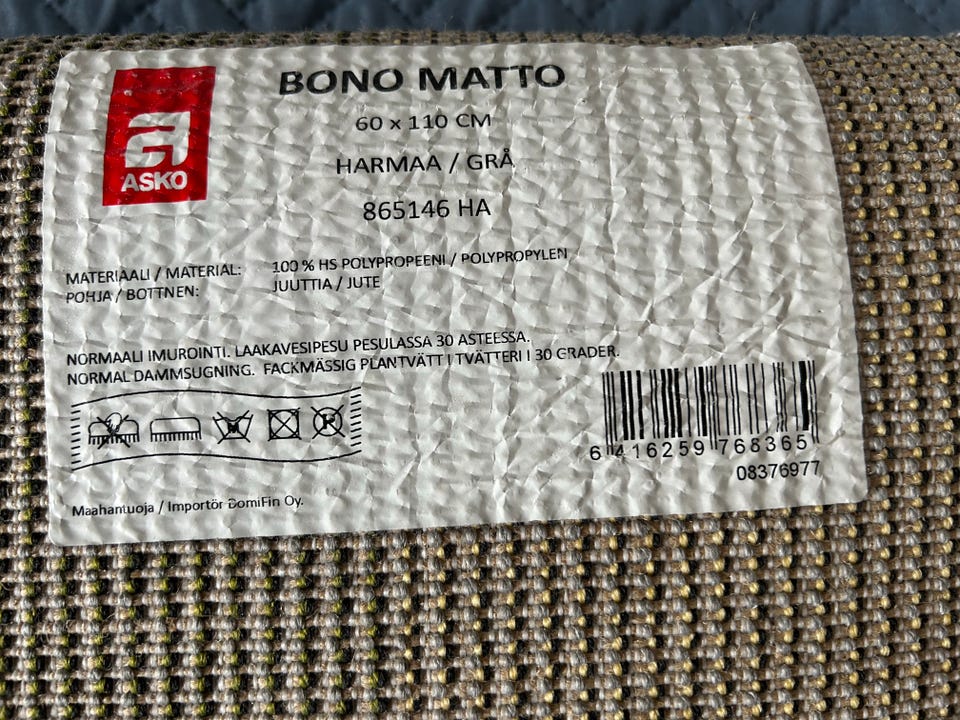 ASKO
BONO MATTO
60 x 110 CM
HARMAA / GRÅ
865146 HA
MATERIAALI / MATERIAL: 100 % HS POLYPROPEENI / POLYPROPYLEN
POHJA / BOTTNEN: JUUTTIA / JUTE
NORMAALI IMUROINTI. LAAKAVESIPESU PESULASSA 30 ASTEESSA.
NORMAL DAMMSUGNING. FACKMÄSSIG PLANTVÄTT I TVÄTTERI I 30 GRADER.
P
6 416259 768365
08376977
Maahantuoja / Importör DomiFin Oy.